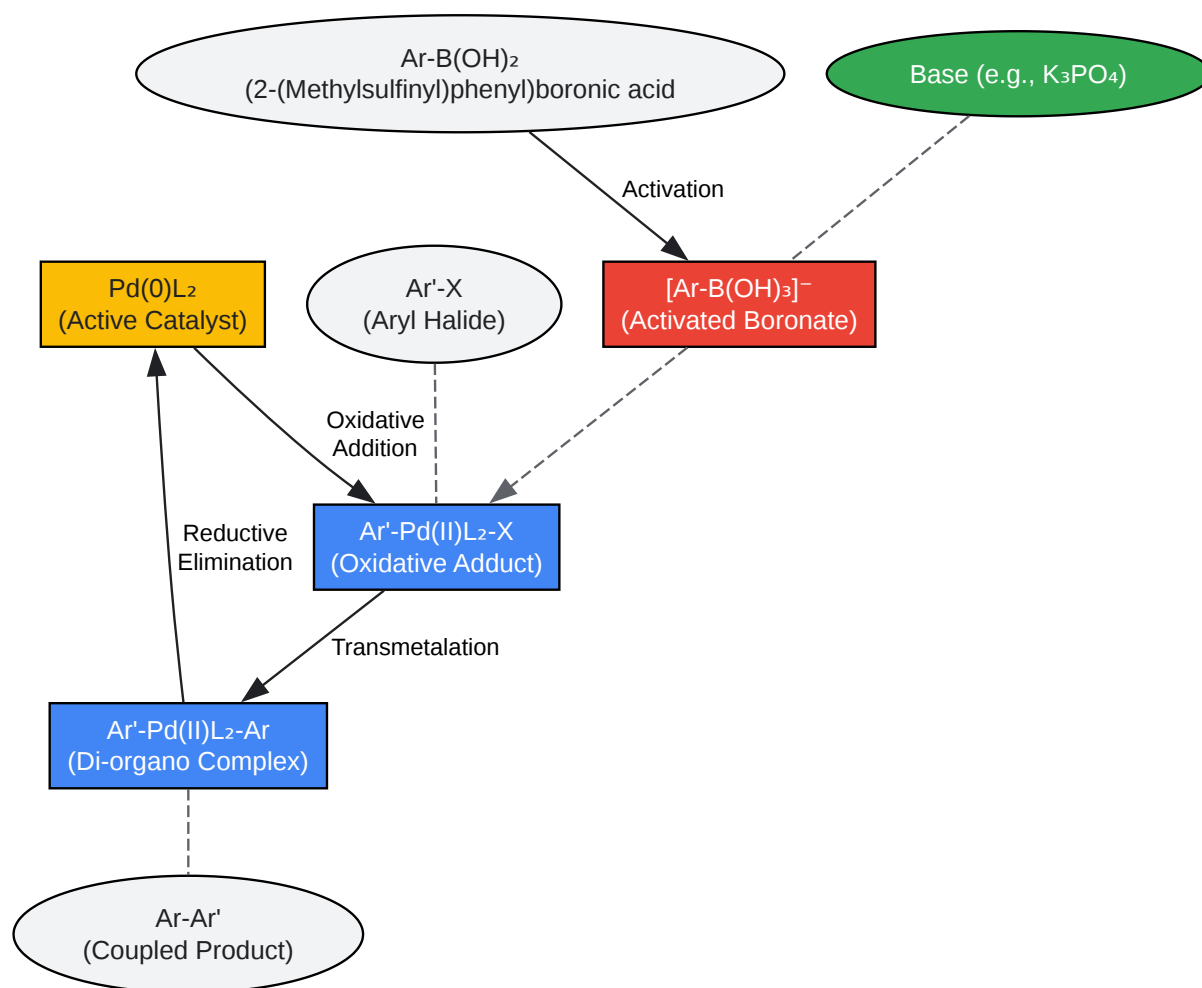 Ar-B(OH)₂
(2-(Methylsulfinyl)phenyl)boronic acid
Base (e.g., K₃PO₄)
Activation
Pd(0)L₂
(Active Catalyst)
Ar'-X
(Aryl Halide)
[Ar-B(OH)₃]⁻
(Activated Boronate)
Oxidative
Addition
Reductive
Elimination
Ar'-Pd(II)L₂-X
(Oxidative Adduct)
Transmetalation
Ar'-Pd(II)L₂-Ar
(Di-organo Complex)
Ar-Ar'
(Coupled Product)